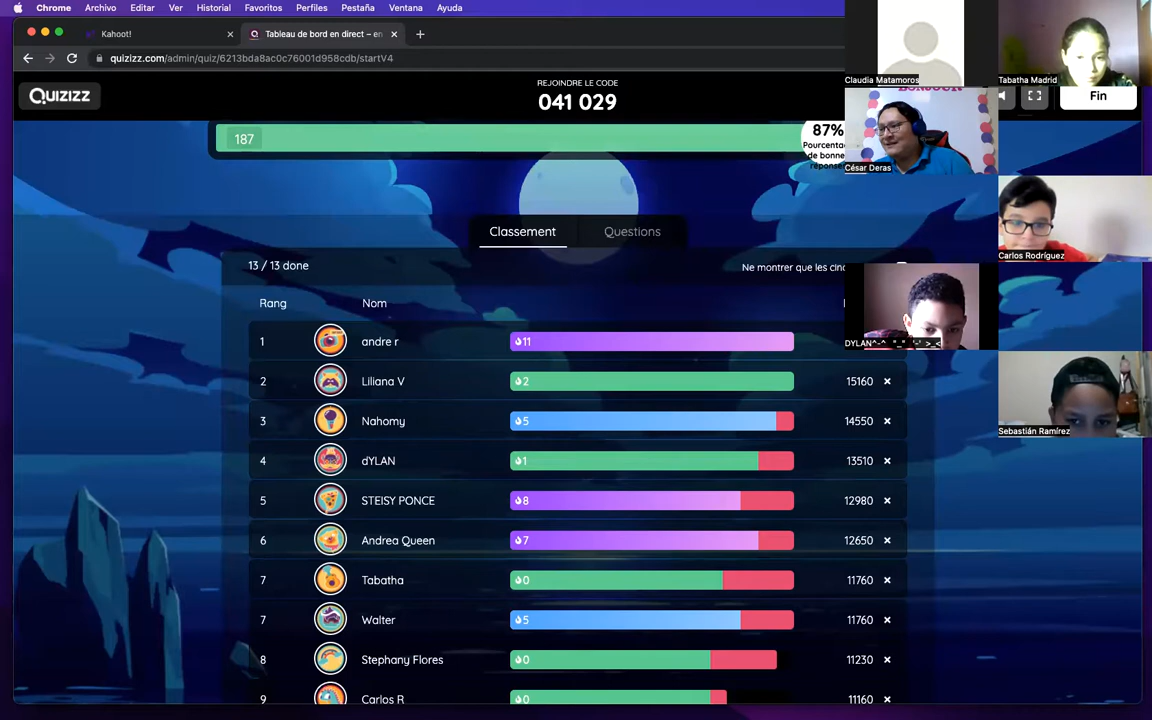 Chrome Archivo Editar Ver Historial Favoritos Perfiles Pestaña Ventana Ayuda
Kahoot!
Tableau de bord en direct – en
quizizz.com/admin/quiz/6213bda8ac0c76001d958cdb/startV4
Quizizz
REJOINDRE LE CODE
041 029
Fin
187
87%
Pourcenta
de bonne
réponse
Classement Questions
13 / 13 done
Ne montrer que les cinq
Rang Nom
1 andre r 11
2 Liliana V 2 15160
3 Nahomy 5 14550
4 dYLAN 1 13510
5 STEISY PONCE 8 12980
6 Andrea Queen 7 12650
7 Tabatha 0 11760
7 Walter 5 11760
8 Stephany Flores 0 11230
9 Carlos R 0 11160
Claudia Matamoros
Tabatha Madrid
BONJOUR
César Deras
Carlos Rodríguez
DYLAN^-^
Sebastián Ramírez